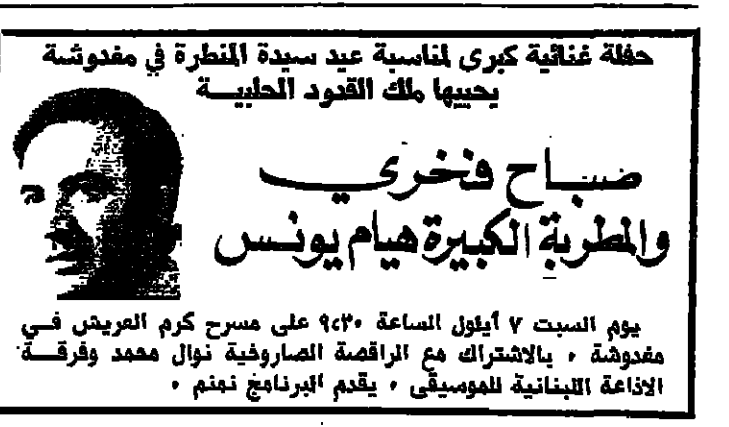 حفلة غنائية كبرى لمناسبة عيد سيدة المنطرة في مغدوشة
يحييها ملك القدود الحلبيـــة
صبـــاح فخري
والمطربة الكبيرة هيام يونس
يوم السبت ٧ أيلول الساعة ٩،٣٠ على مسرح كرم العريش فـــي
مغدوشة ، بالاشتراك مع الراقصة الصاروخية نوال محمد وفرقـــة
الاذاعة اللبنانية للموسيقى ، يقدم البرنامج نمنم ،